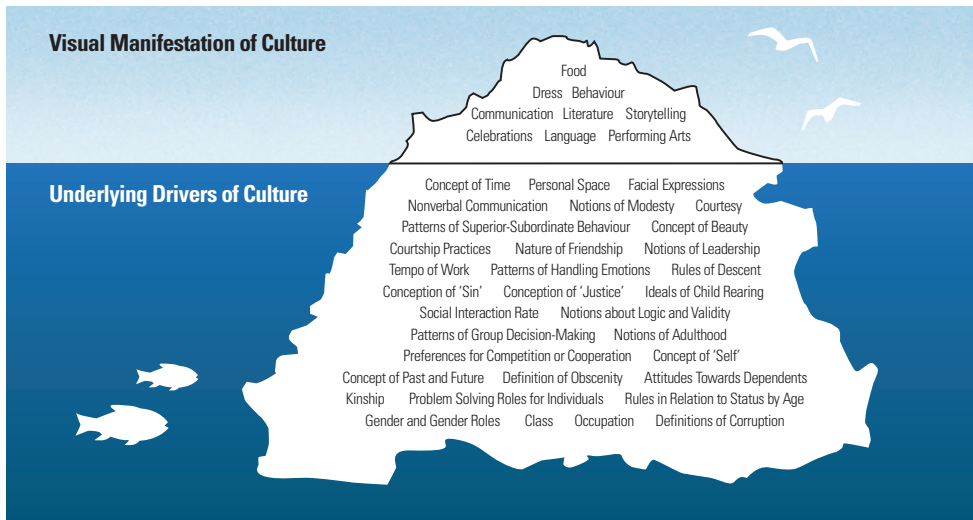 Visual Manifestation of Culture
Food
Dress Behaviour
Communication Literature Storytelling
Celebrations Language Performing Arts
Underlying Drivers of Culture
Concept of Time Personal Space Facial Expressions
Nonverbal Communication Notions of Modesty Courtesy
Patterns of Superior-Subordinate Behaviour Concept of Beauty
Courtship Practices Nature of Friendship Notions of Leadership
Tempo of Work Patterns of Handling Emotions Rules of Descent
Conception of ‘Sin’ Conception of ‘Justice’ Ideals of Child Rearing
Social Interaction Rate Notions about Logic and Validity
Patterns of Group Decision-Making Notions of Adulthood
Preferences for Competition or Cooperation Concept of ‘Self’
Concept of Past and Future Definition of Obscenity Attitudes Towards Dependents
Kinship Problem Solving Roles for Individuals Rules in Relation to Status by Age
Gender and Gender Roles Class Occupation Definitions of Corruption